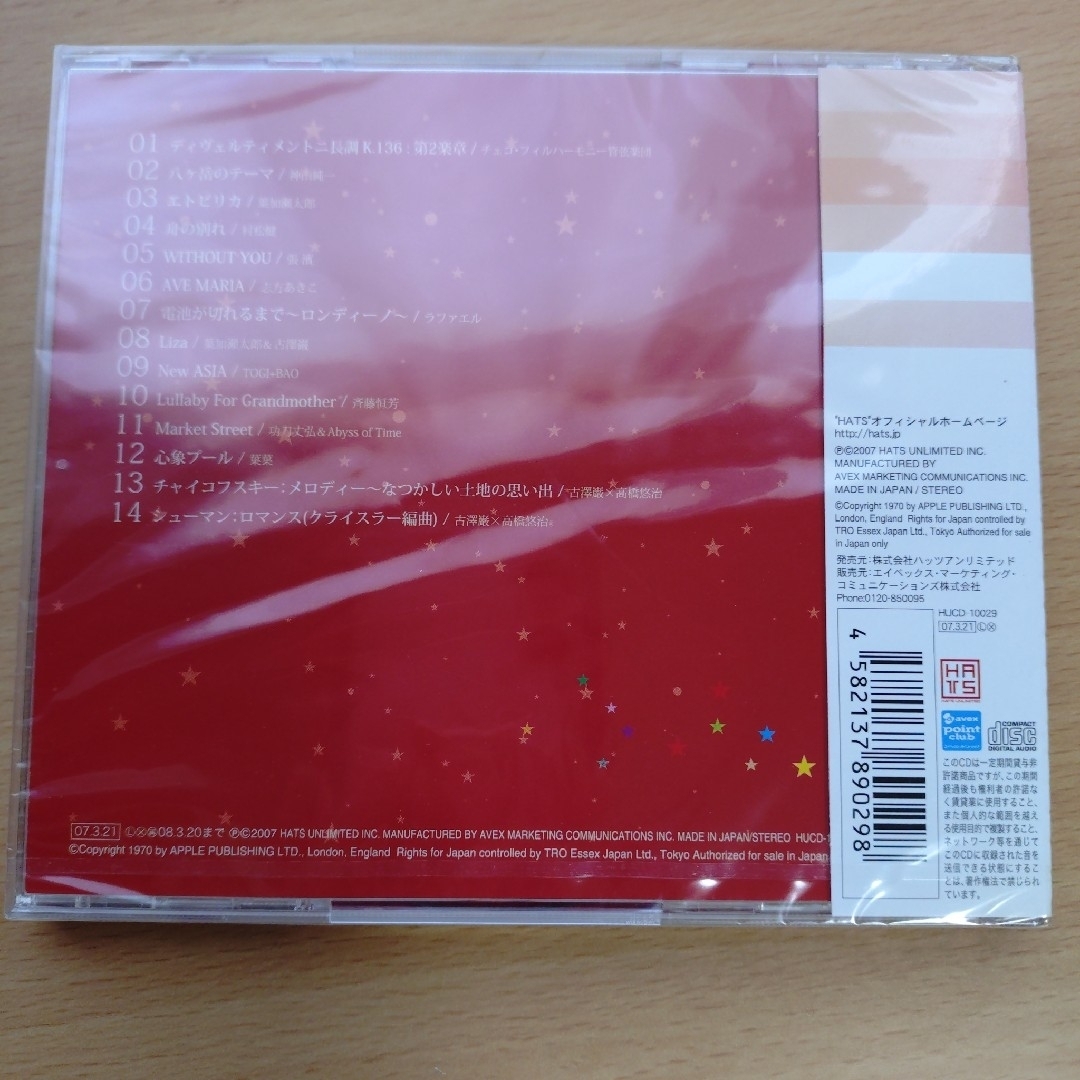 01 ディヴェルティメントニ長調 K.136 : 第2楽章 / チェコ・フィルハーモニー管弦楽団
02 八ヶ岳のテーマ /
03 エトピリカ / 葉加瀬太郎
04 の別れ / 村松健
05 WITHOUT YOU /
06 AVE MARIA / 志方あきこ
07 電池が切れるまで〜ロンディーノ〜 / ラファエル
08 Liza / 葉加瀬太郎&古澤巖
09 New ASIA / TOGI+BAO
10 Lullaby For Grandmother / 斉藤恒芳
11 Market Street / 功刀丈弘&Abyss of Time
12 心象プール / 葉葉
13 チャイコフスキー:メロディー〜なつかしい土地の思い出 / 古澤巖×高橋悠治
14 シューマン:ロマンス(クライスラー編曲) / 古澤巖×高橋悠治
07.3.21 Ⓛ 08.3.20まで ℗©2007 HATS UNLIMITED INC. MANUFACTURED BY AVEX MARKETING COMMUNICATIONS INC. MADE IN JAPAN/STEREO HUCD-1
©Copyright 1970 by APPLE PUBLISHING LTD., London, England Rights for Japan controlled by TRO Essex Japan Ltd., Tokyo Authorized for sale in Japan
"HATS"オフィシャルホームページ
http://hats.jp
℗©2007 HATS UNLIMITED INC.
MANUFACTURED BY
AVEX MARKETING COMMUNICATIONS INC.
MADE IN JAPAN / STEREO
©Copyright 1970 by APPLE PUBLISHING LTD.,
London, England Rights for Japan controlled by
TRO Essex Japan Ltd., Tokyo Authorized for sale
in Japan only
発売元:株式会社ハッツアンリミテッド
販売元:エイベックス・マーケティング・
コミュニケーションズ株式会社
Phone:0120-850095
HUCD-10029
07.3.21 Ⓛ
4 582137 890298
HATS
HATS UNLIMITED
avex
point
club
COMPACT
disc
DIGITAL AUDIO
このCDは一定期間貸与非
許諾商品ですが、この期間
経過後も権利者の許諾な
く賃貸業に使用すること、
また個人的な範囲を越え
る使用目的で複製すること、
ネットワーク等を通じて
このCDに収録された音を
送信できる状態にするこ
とは、著作権法で禁じられ
ています。